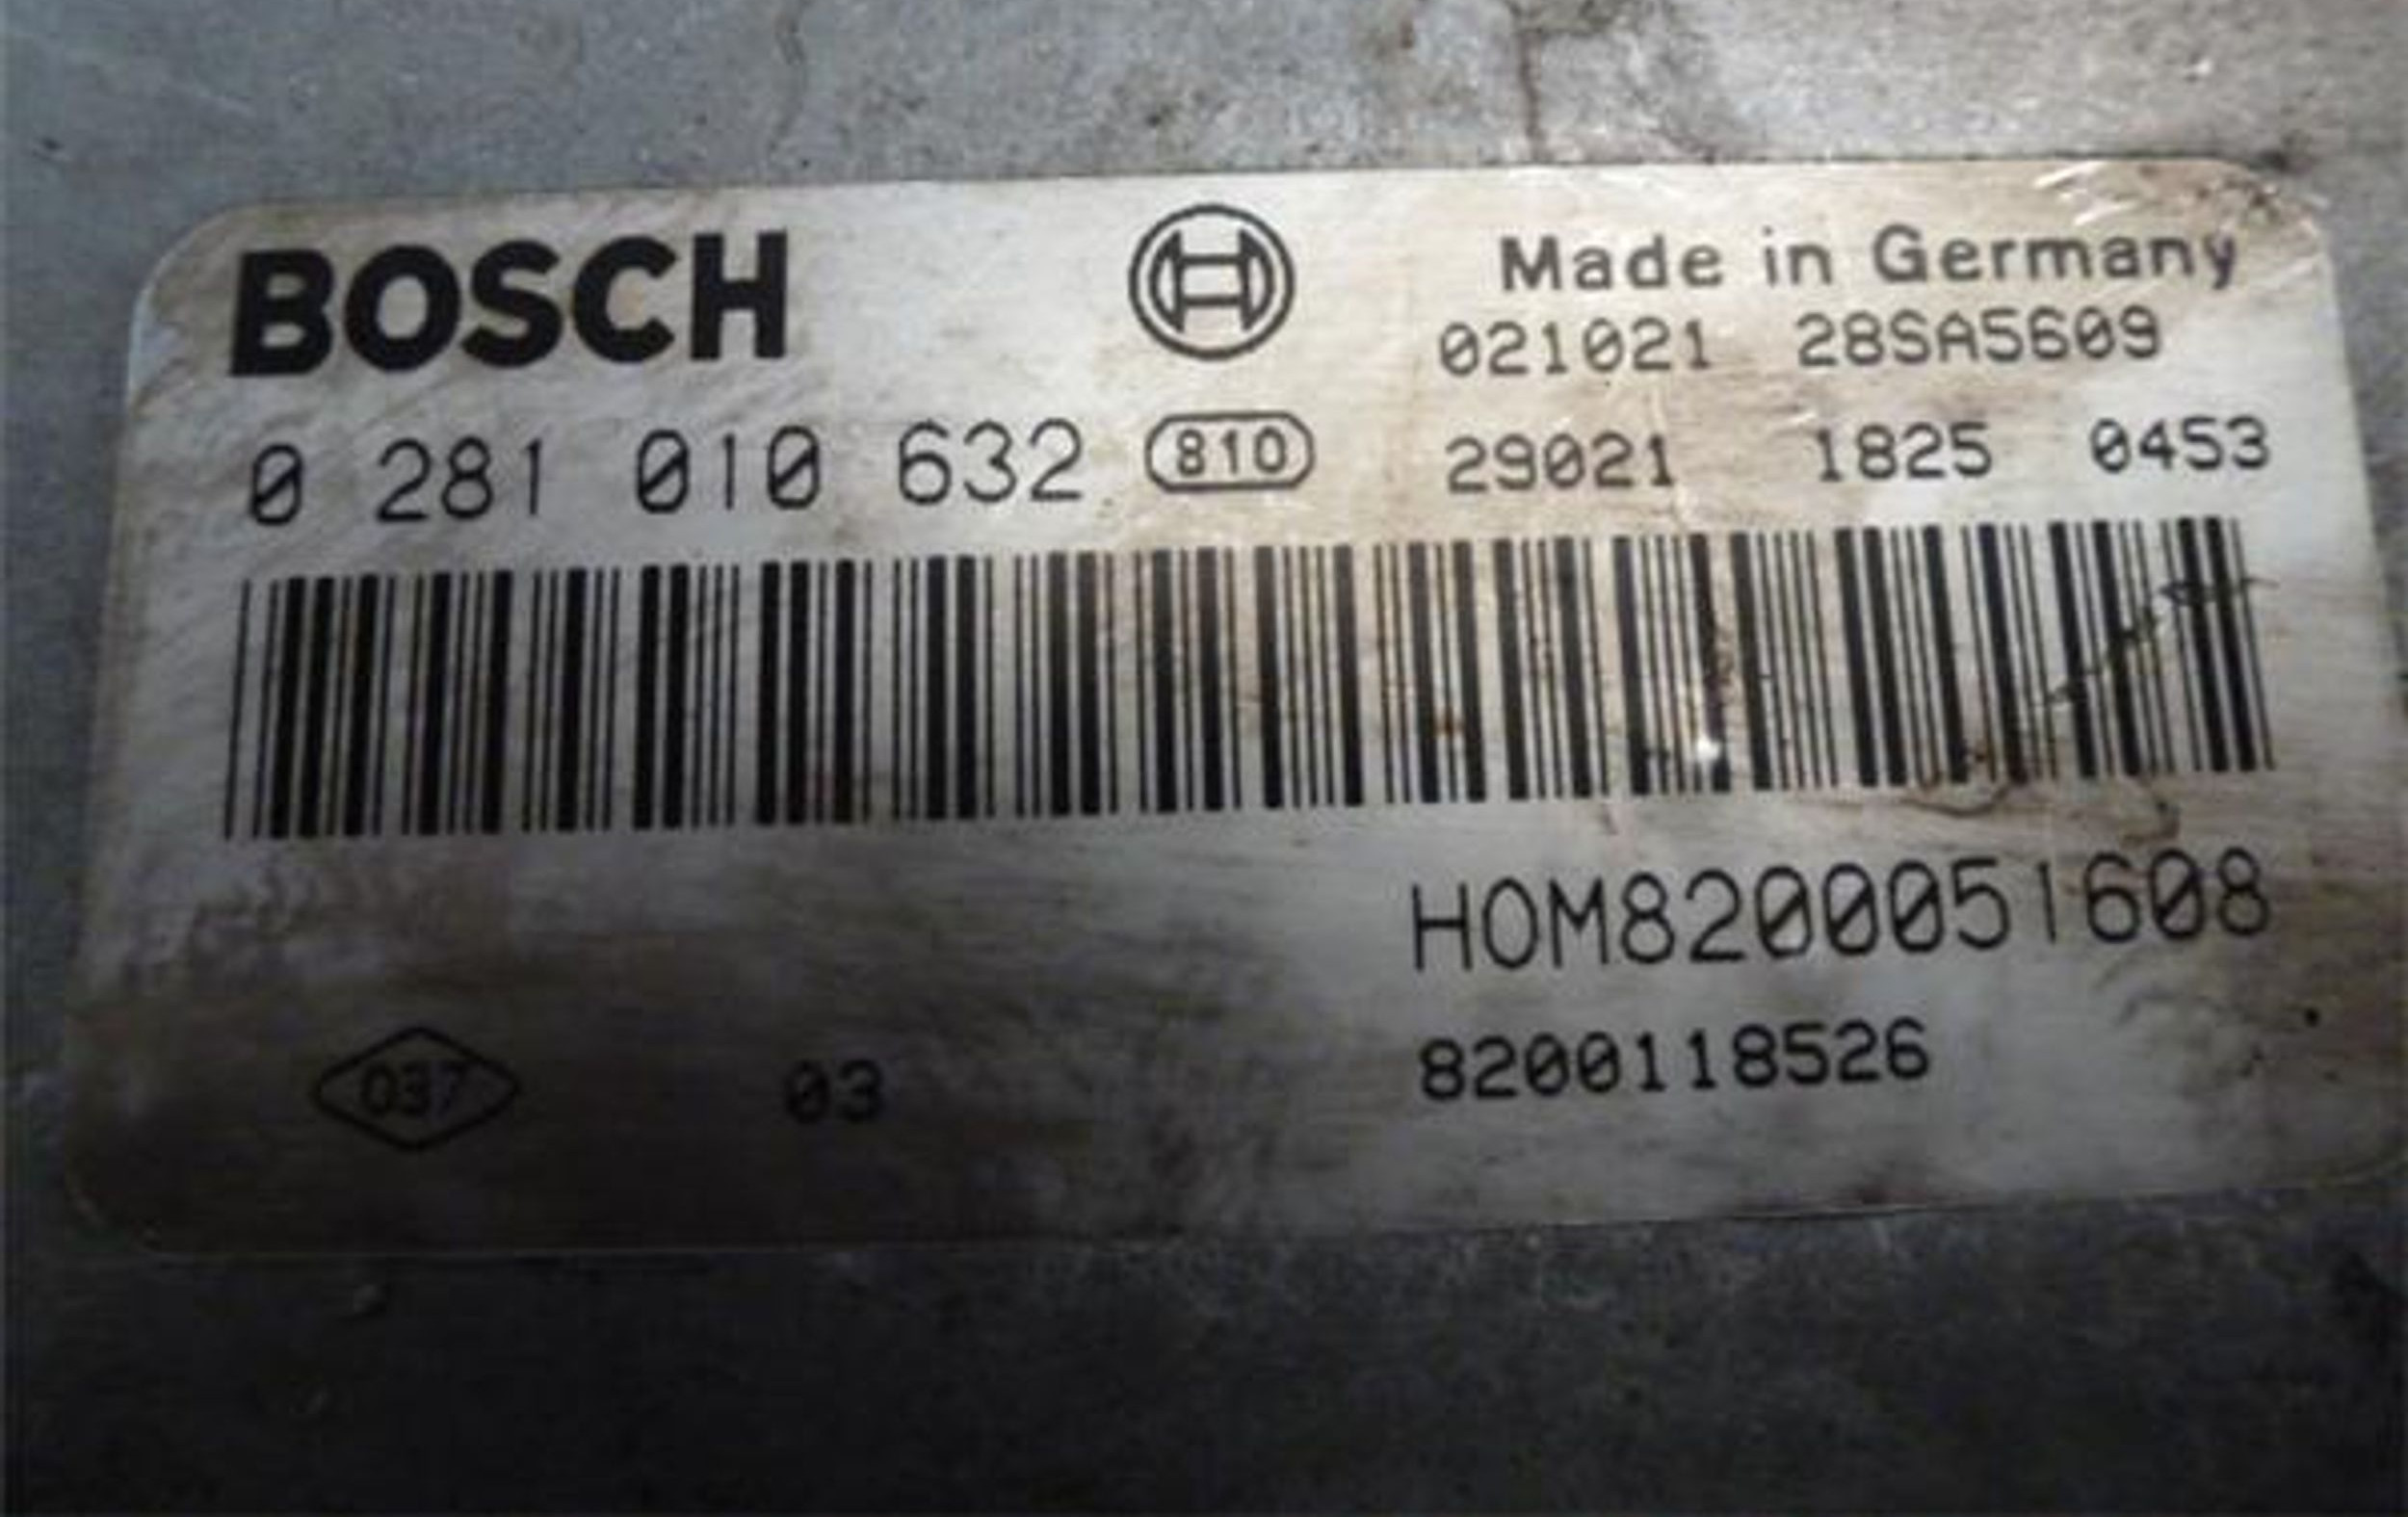 BOSCH
Made in Germany
021021 28SA5609
0 281 010 632 810 29021 1825 0453
HOM8200051608
8200118526
037 03